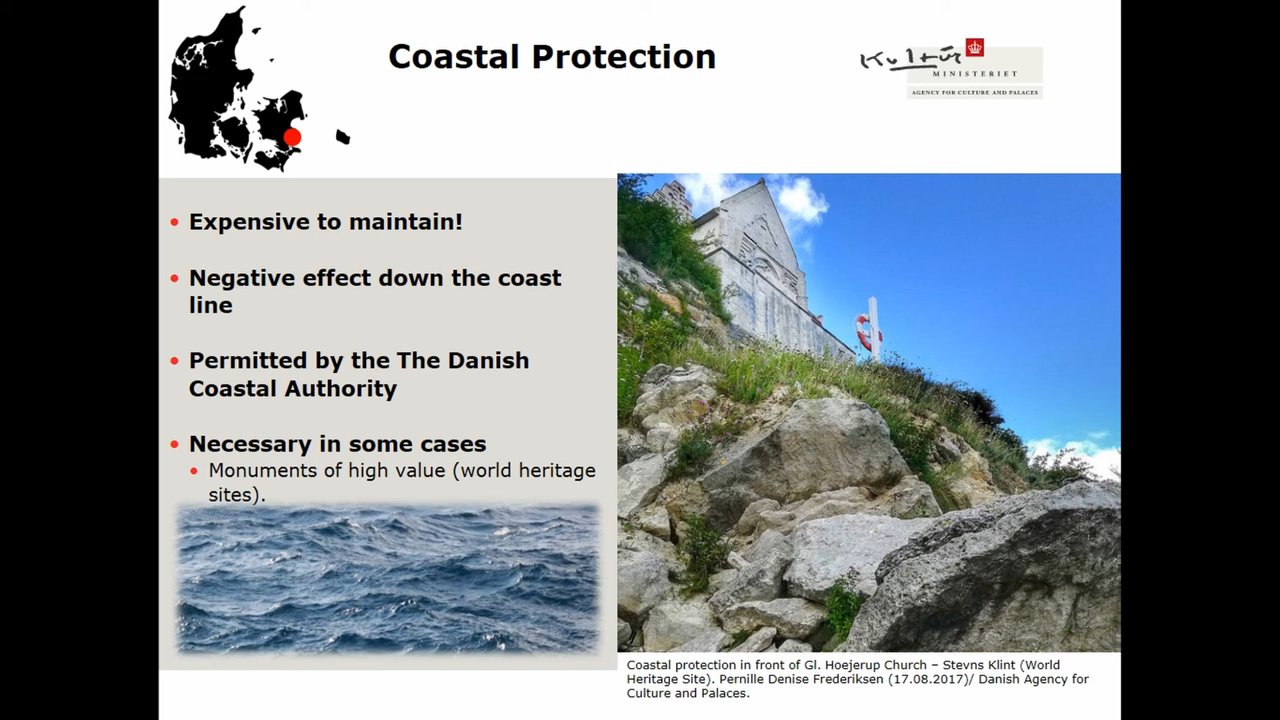 Coastal Protection
Kultur
MINISTERIET
AGENCY FOR CULTURE AND PALACES
• Expensive to maintain!
• Negative effect down the coast
line
• Permitted by the The Danish
Coastal Authority
• Necessary in some cases
• Monuments of high value (world heritage
sites).
Coastal protection in front of Gl. Hoejerup Church – Stevns Klint (World
Heritage Site). Pernille Denise Frederiksen (17.08.2017)/ Danish Agency for
Culture and Palaces.